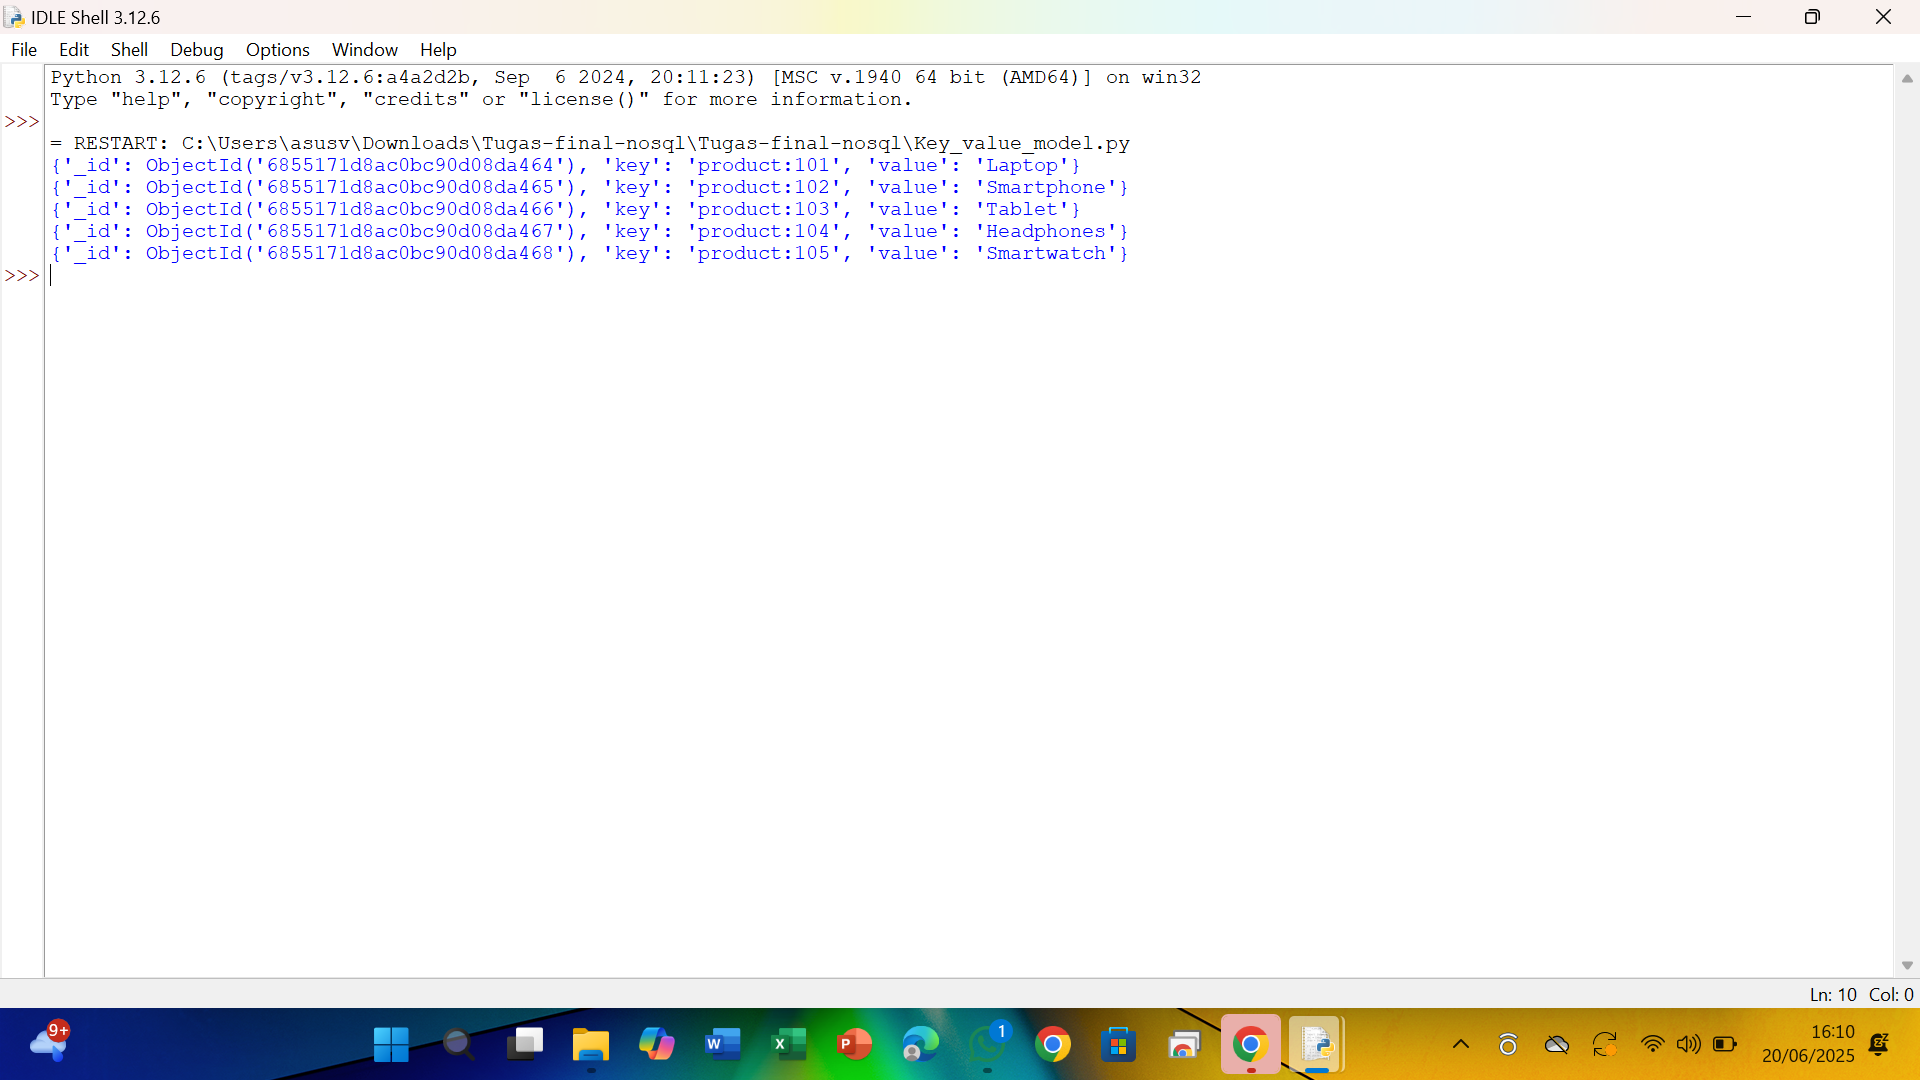 IDLE Shell 3.12.6
File Edit Shell Debug Options Window Help
Python 3.12.6 (tags/v3.12.6:a4a2d2b, Sep  6 2024, 20:11:23) [MSC v.1940 64 bit (AMD64)] on win32
Type "help", "copyright", "credits" or "license()" for more information.
>>>
= RESTART: C:\Users\asusv\Downloads\Tugas-final-nosql\Tugas-final-nosql\Key_value_model.py
{'_id': ObjectId('6855171d8ac0bc90d08da464'), 'key': 'product:101', 'value': 'Laptop'}
{'_id': ObjectId('6855171d8ac0bc90d08da465'), 'key': 'product:102', 'value': 'Smartphone'}
{'_id': ObjectId('6855171d8ac0bc90d08da466'), 'key': 'product:103', 'value': 'Tablet'}
{'_id': ObjectId('6855171d8ac0bc90d08da467'), 'key': 'product:104', 'value': 'Headphones'}
{'_id': ObjectId('6855171d8ac0bc90d08da468'), 'key': 'product:105', 'value': 'Smartwatch'}
>>>
Ln: 10 Col: 0
9+
W
X
P
1
16:10
20/06/2025